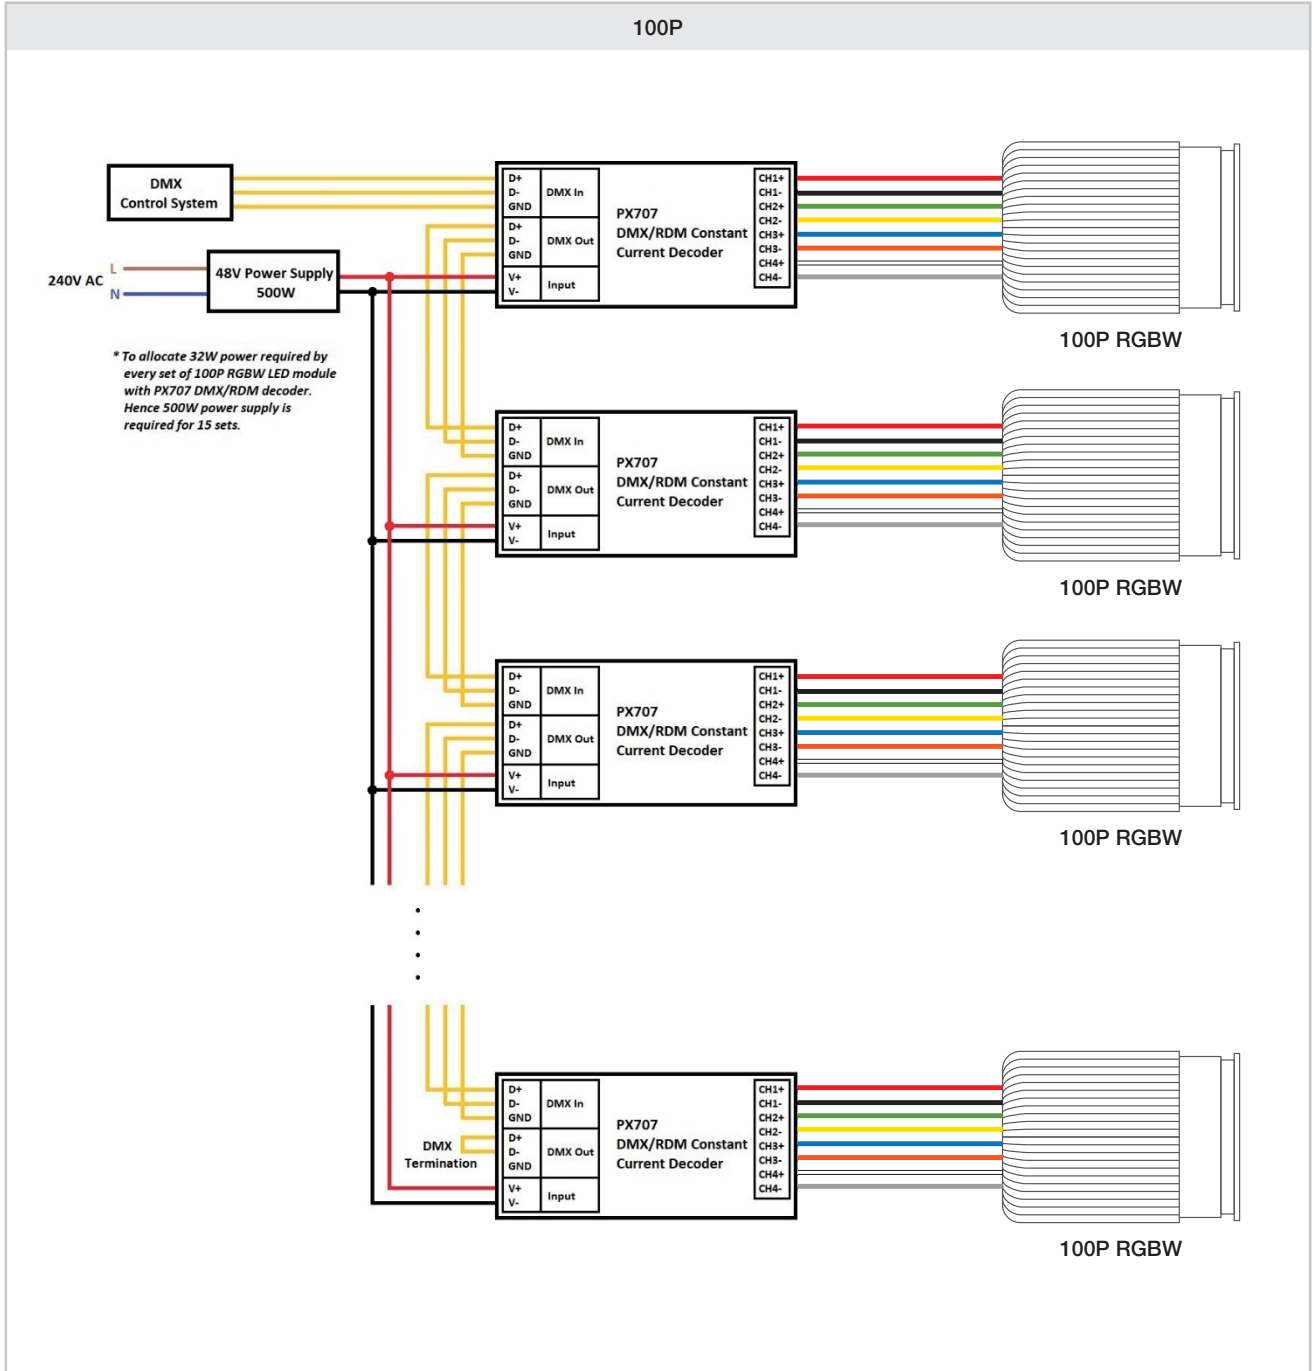 100P
DMX
Control System
240V AC
L
N
48V Power Supply
500W
* To allocate 32W power required by
every set of 100P RGBW LED module
with PX707 DMX/RDM decoder.
Hence 500W power supply is
required for 15 sets.
D+
D-
GND
DMX In
D+
D-
GND
DMX Out
V+
V-
Input
PX707
DMX/RDM Constant
Current Decoder
CH1+
CH1-
CH2+
CH2-
CH3+
CH3-
CH4+
CH4-
100P RGBW
D+
D-
GND
DMX In
D+
D-
GND
DMX Out
V+
V-
Input
PX707
DMX/RDM Constant
Current Decoder
CH1+
CH1-
CH2+
CH2-
CH3+
CH3-
CH4+
CH4-
100P RGBW
D+
D-
GND
DMX In
D+
D-
GND
DMX Out
V+
V-
Input
PX707
DMX/RDM Constant
Current Decoder
CH1+
CH1-
CH2+
CH2-
CH3+
CH3-
CH4+
CH4-
100P RGBW
DMX
Termination
D+
D-
GND
DMX In
D+
D-
GND
DMX Out
V+
V-
Input
PX707
DMX/RDM Constant
Current Decoder
CH1+
CH1-
CH2+
CH2-
CH3+
CH3-
CH4+
CH4-
100P RGBW